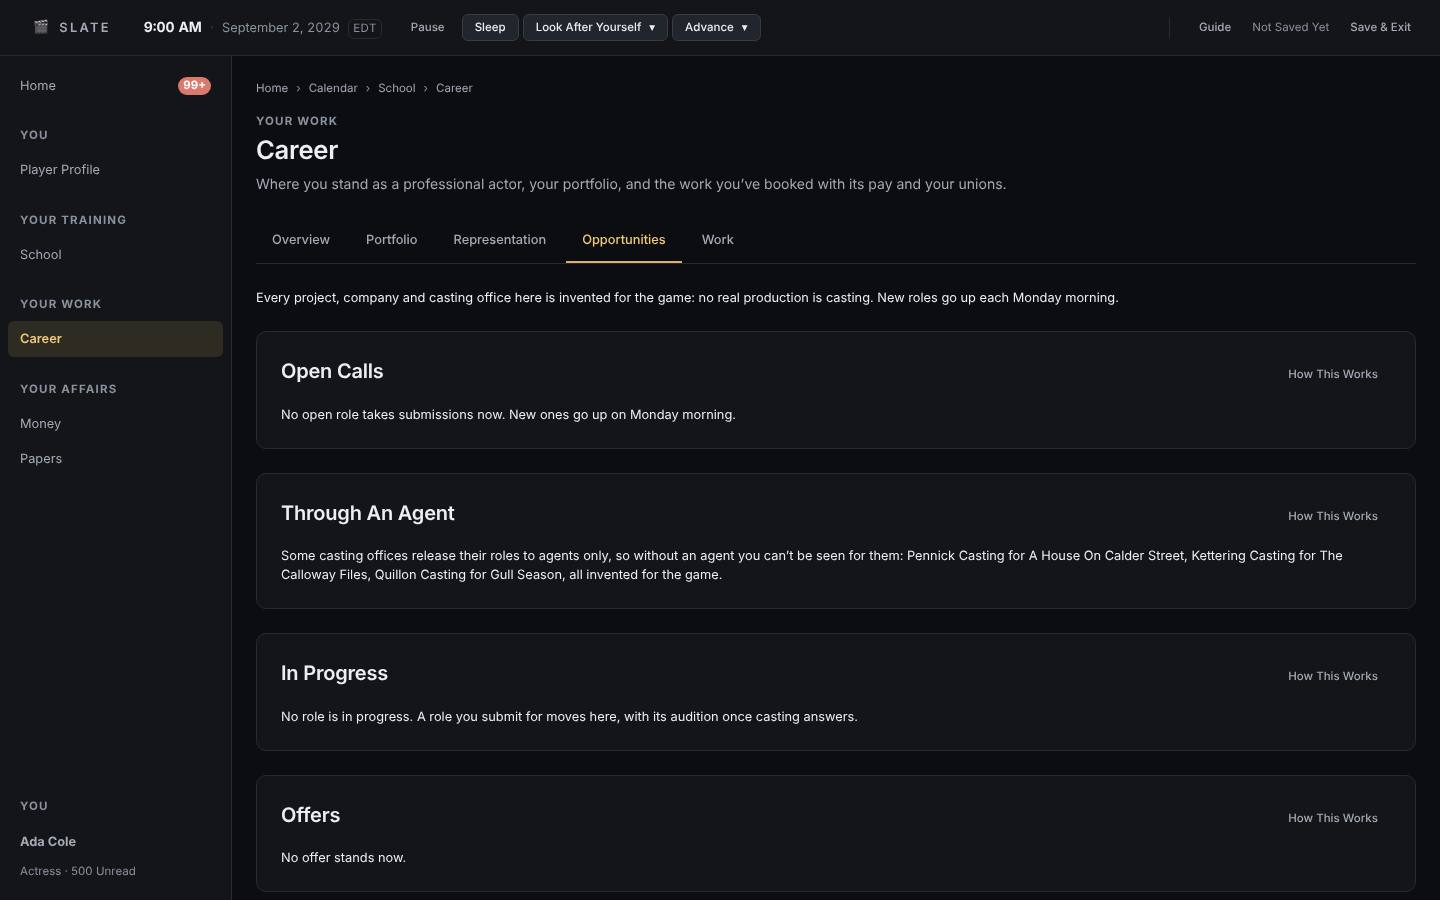 SLATE
9:00 AM · September 2, 2029 EDT
Pause
Sleep
Look After Yourself ▾
Advance ▾
Guide
Not Saved Yet
Save & Exit
Home 99+
YOU
Player Profile
YOUR TRAINING
School
YOUR WORK
Career
YOUR AFFAIRS
Money
Papers
YOU
Ada Cole
Actress · 500 Unread
Home › Calendar › School › Career
YOUR WORK
Career
Where you stand as a professional actor, your portfolio, and the work you’ve booked with its pay and your unions.
Overview
Portfolio
Representation
Opportunities
Work
Every project, company and casting office here is invented for the game: no real production is casting. New roles go up each Monday morning.
Open Calls
How This Works
No open role takes submissions now. New ones go up on Monday morning.
Through An Agent
How This Works
Some casting offices release their roles to agents only, so without an agent you can’t be seen for them: Pennick Casting for A House On Calder Street, Kettering Casting for The
Calloway Files, Quillon Casting for Gull Season, all invented for the game.
In Progress
How This Works
No role is in progress. A role you submit for moves here, with its audition once casting answers.
Offers
How This Works
No offer stands now.